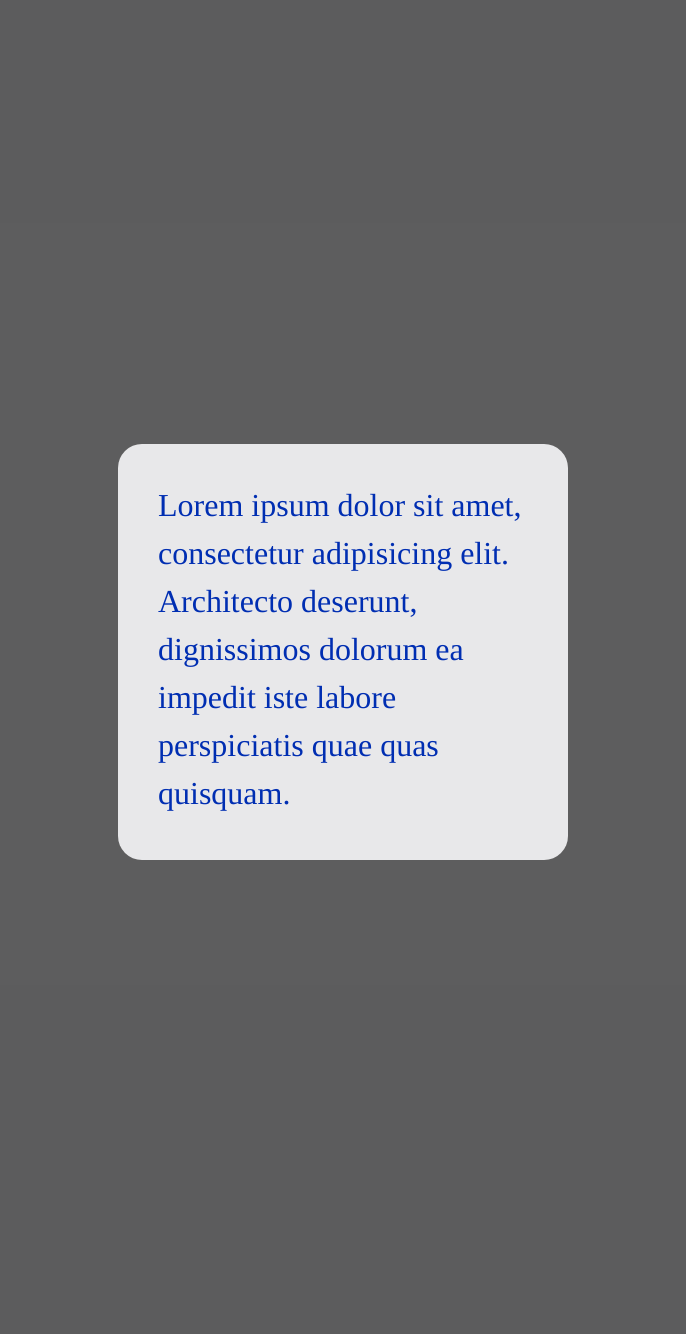 Lorem ipsum dolor sit amet,
consectetur adipisicing elit.
Architecto deserunt,
dignissimos dolorum ea
impedit iste labore
perspiciatis quae quas
quisquam.